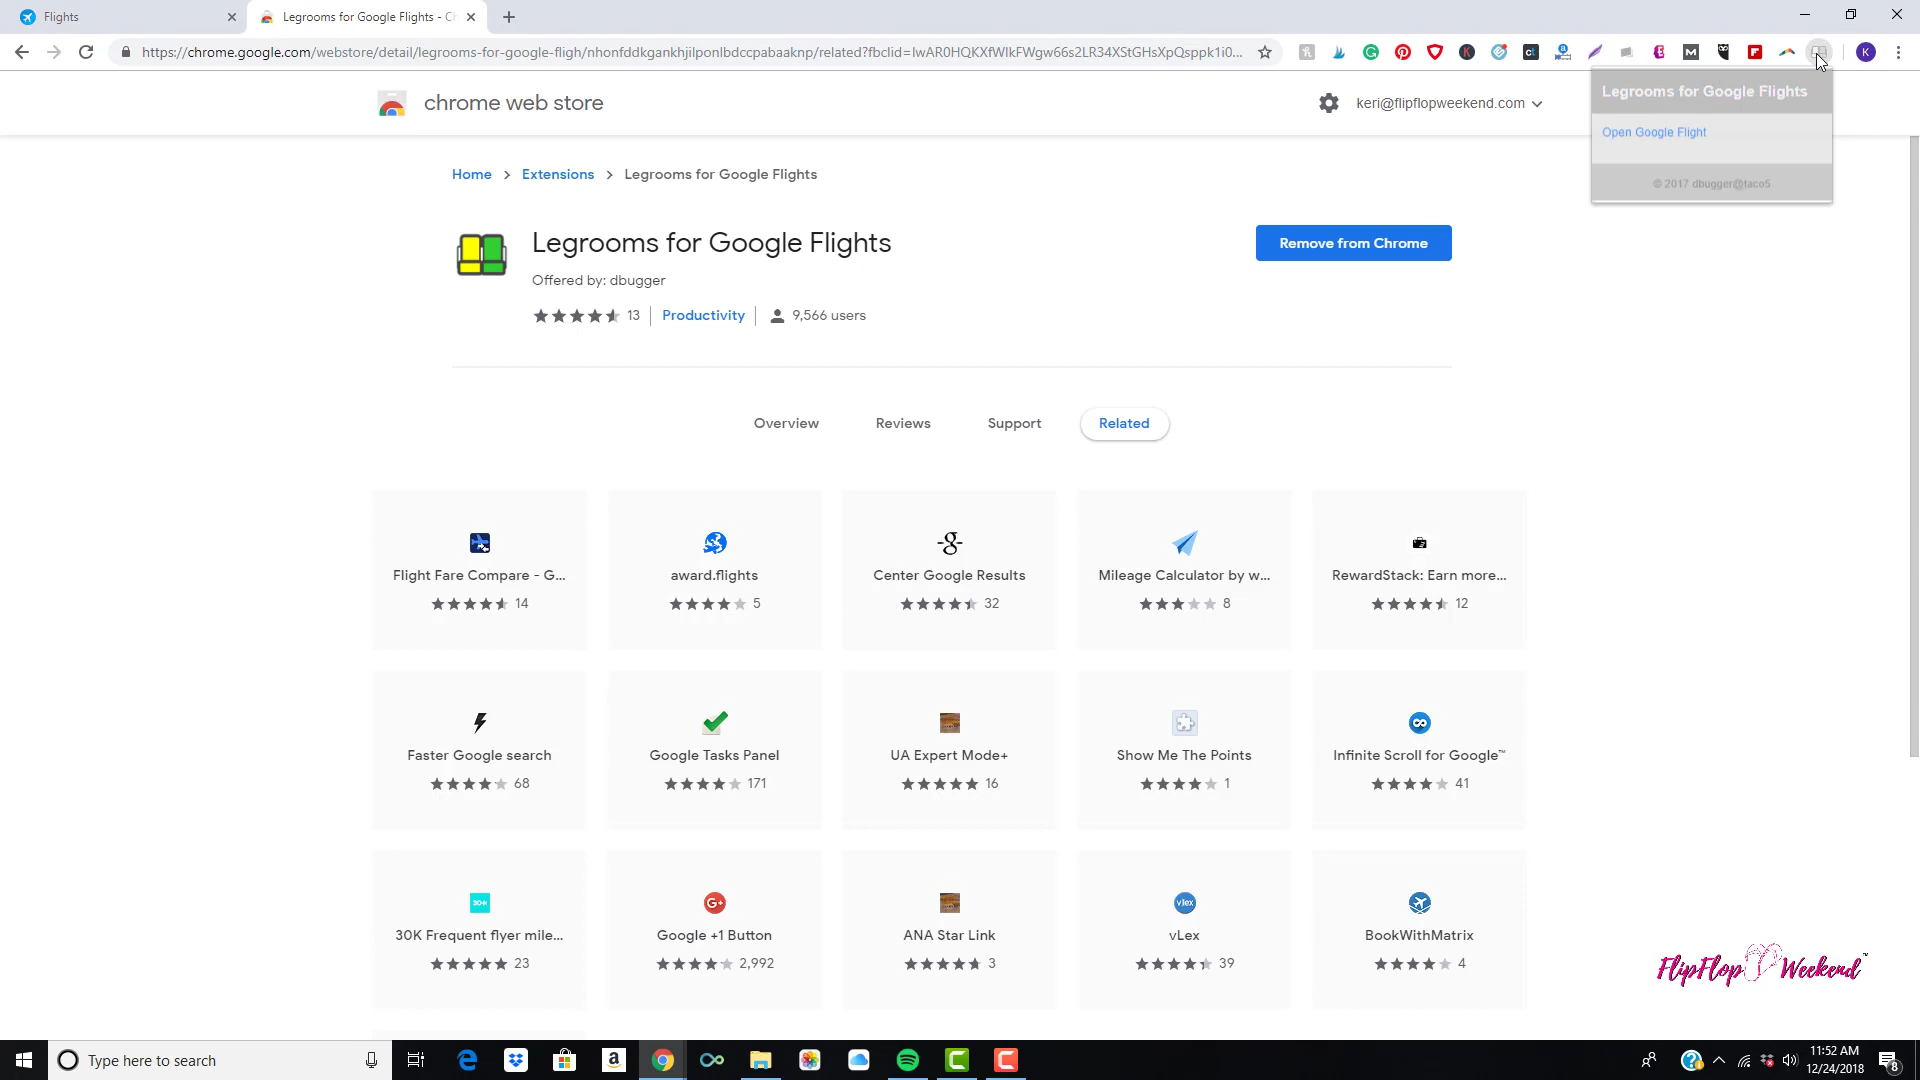 Flights
Legrooms for Google Flights - Ch
https://chrome.google.com/webstore/detail/legrooms-for-google-fligh/nhonfddkgankhjilponlbdccpabaaknp/related?fbclid=IwAR0HQKXfWIkFWgw66s2LR34XStGHsXpQsppk1i0...
K
Legrooms for Google Flights
Open Google Flight
© 2017 dbugger@taco5
chrome web store
keri@flipflopweekend.com
Home > Extensions > Legrooms for Google Flights
Legrooms for Google Flights
Remove from Chrome
Offered by: dbugger
13 Productivity 9,566 users
Overview Reviews Support Related
Flight Fare Compare - G... award.flights Center Google Results Mileage Calculator by w... RewardStack: Earn more...
14 5 32 8 12
Faster Google search Google Tasks Panel UA Expert Mode+ Show Me The Points Infinite Scroll for Google™
68 171 16 1 41
30K Frequent flyer mile... Google +1 Button ANA Star Link vLex BookWithMatrix
23 2,992 3 39 4
FlipFlop Weekend™
Type here to search
11:52 AM
12/24/2018
8